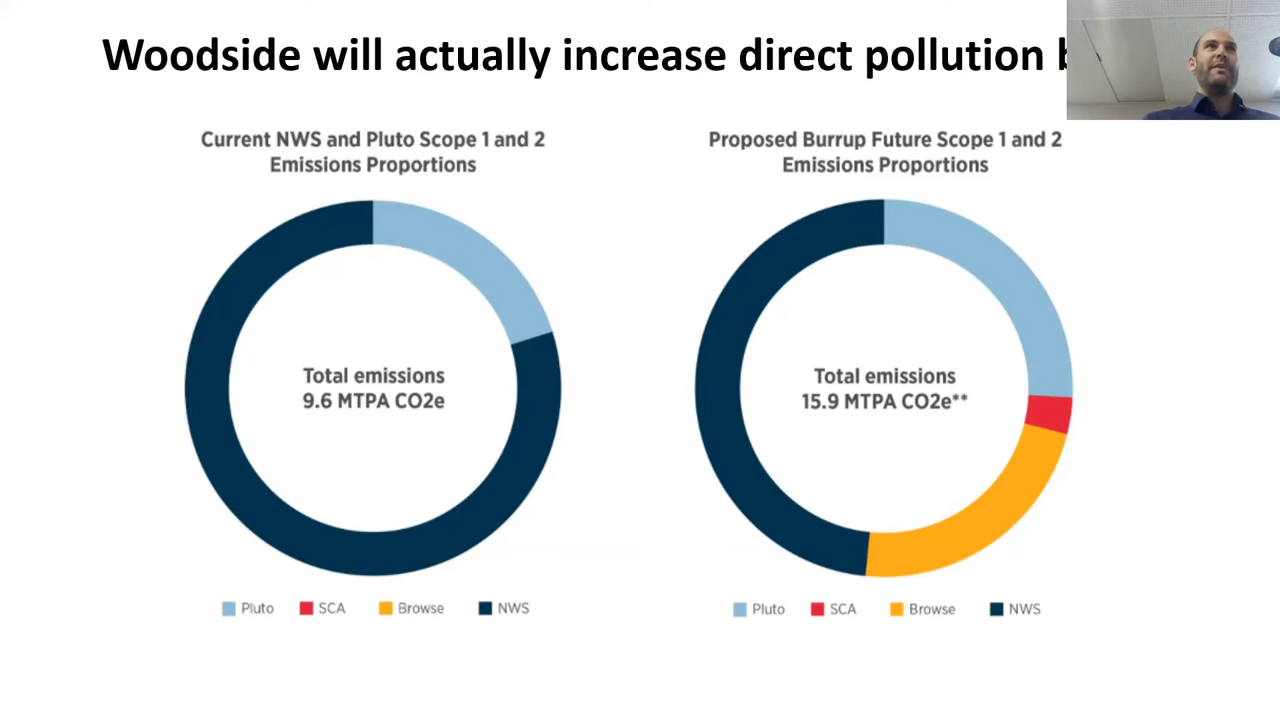 Woodside will actually increase direct pollution
Current NWS and Pluto Scope 1 and 2
Emissions Proportions
Total emissions
9.6 MTPA CO2e
Pluto SCA Browse NWS
Proposed Burrup Future Scope 1 and 2
Emissions Proportions
Total emissions
15.9 MTPA CO2e**
Pluto SCA Browse NWS